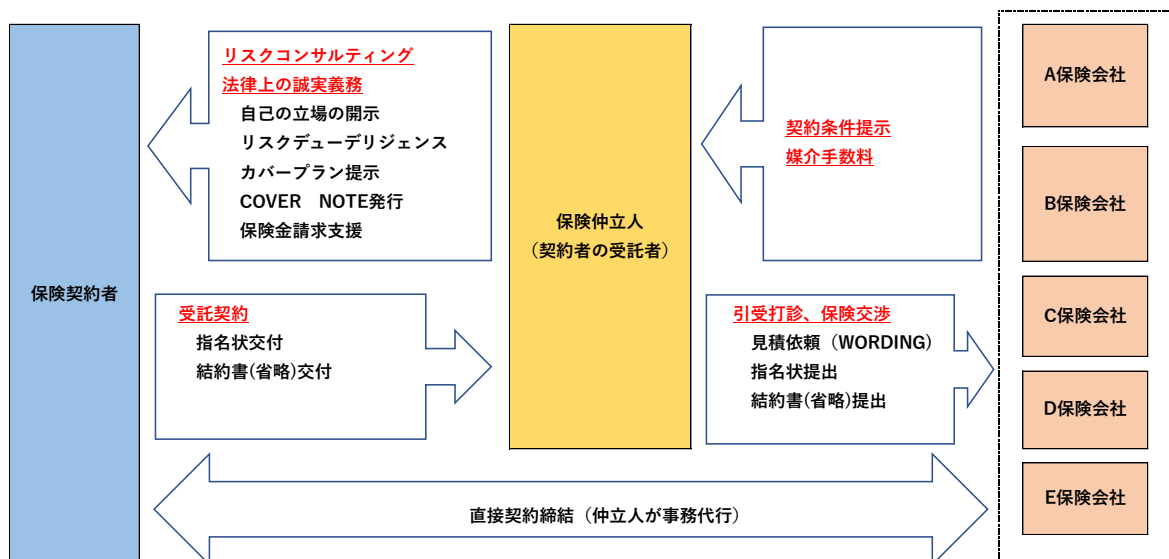 保険契約者
リスクコンサルティング
法律上の誠実義務
自己の立場の開示
リスクデューデリジェンス
カバープラン提示
COVER　NOTE発行
保険金請求支援
受託契約
指名状交付
結約書(省略)交付
保険仲立人
（契約者の受託者）
契約条件提示
媒介手数料
引受打診、保険交渉
見積依頼（WORDING）
指名状提出
結約書(省略)提出
直接契約締結（仲立人が事務代行）
A保険会社
B保険会社
C保険会社
D保険会社
E保険会社